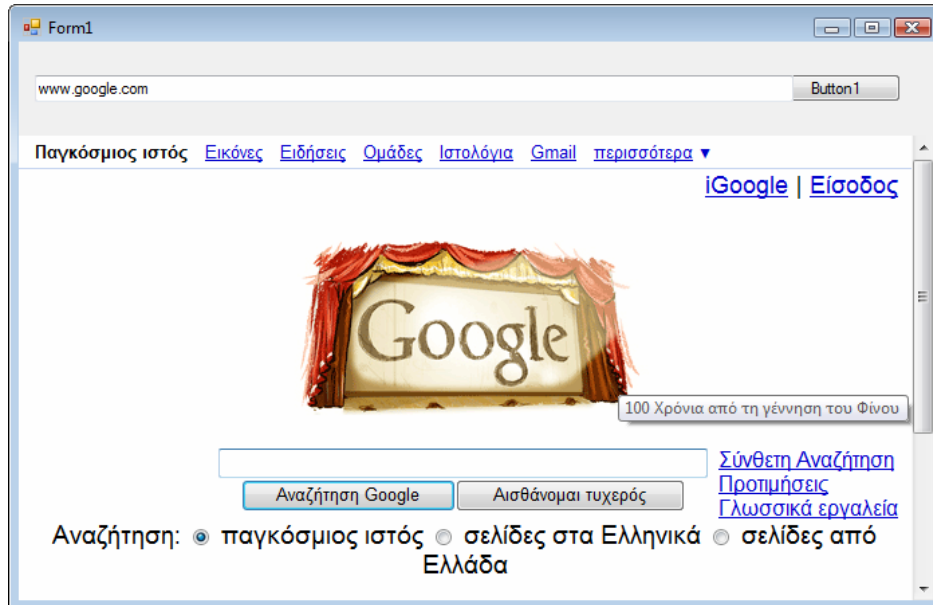 Form1
www.google.com Button1
Παγκόσμιος ιστός Εικόνες Ειδήσεις Ομάδες Ιστολόγια Gmail περισσότερα ▼
iGoogle | Είσοδος
Google
100 Χρόνια από τη γέννηση του Φίνου
Σύνθετη Αναζήτηση
Αναζήτηση Google Αισθάνομαι τυχερός Προτιμήσεις
Γλωσσικά εργαλεία
Αναζήτηση: παγκόσμιος ιστός σελίδες στα Ελληνικά σελίδες από
Ελλάδα